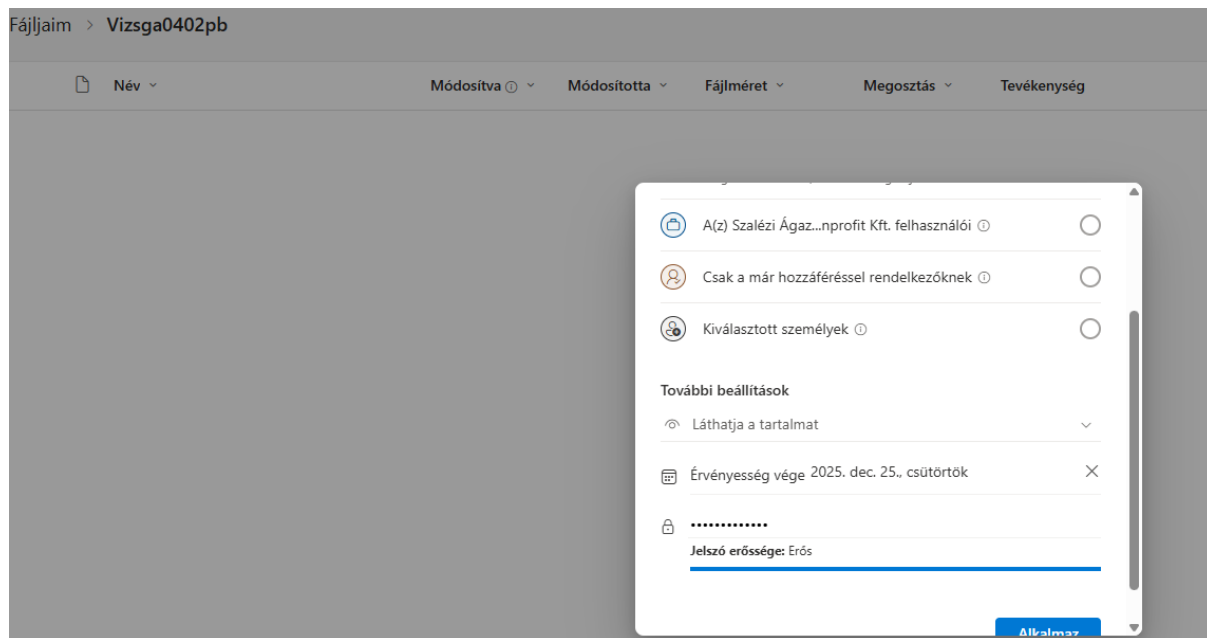 Fájljaim > Vizsga0402pb
Név Módosítva Módosította Fájlméret Megosztás Tevékenység
A(z) Szalézi Ágaz...nprofit Kft. felhasználói
Csak a már hozzáféréssel rendelkezőknek
Kiválasztott személyek
További beállítások
Láthatja a tartalmat
Érvényesség vége 2025. dec. 25., csütörtök
•••••••••••••
Jelszó erőssége: Erős
Alkalmaz